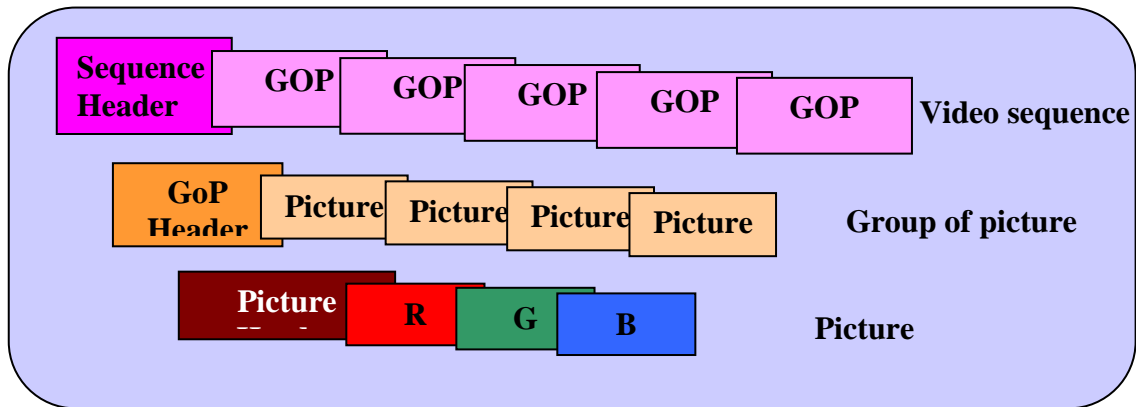 Sequence
Header
GOP
GOP
GOP
GOP
GOP
Video sequence
GoP
Header
Picture
Picture
Picture
Picture
Group of picture
Picture
R
G
B
Picture